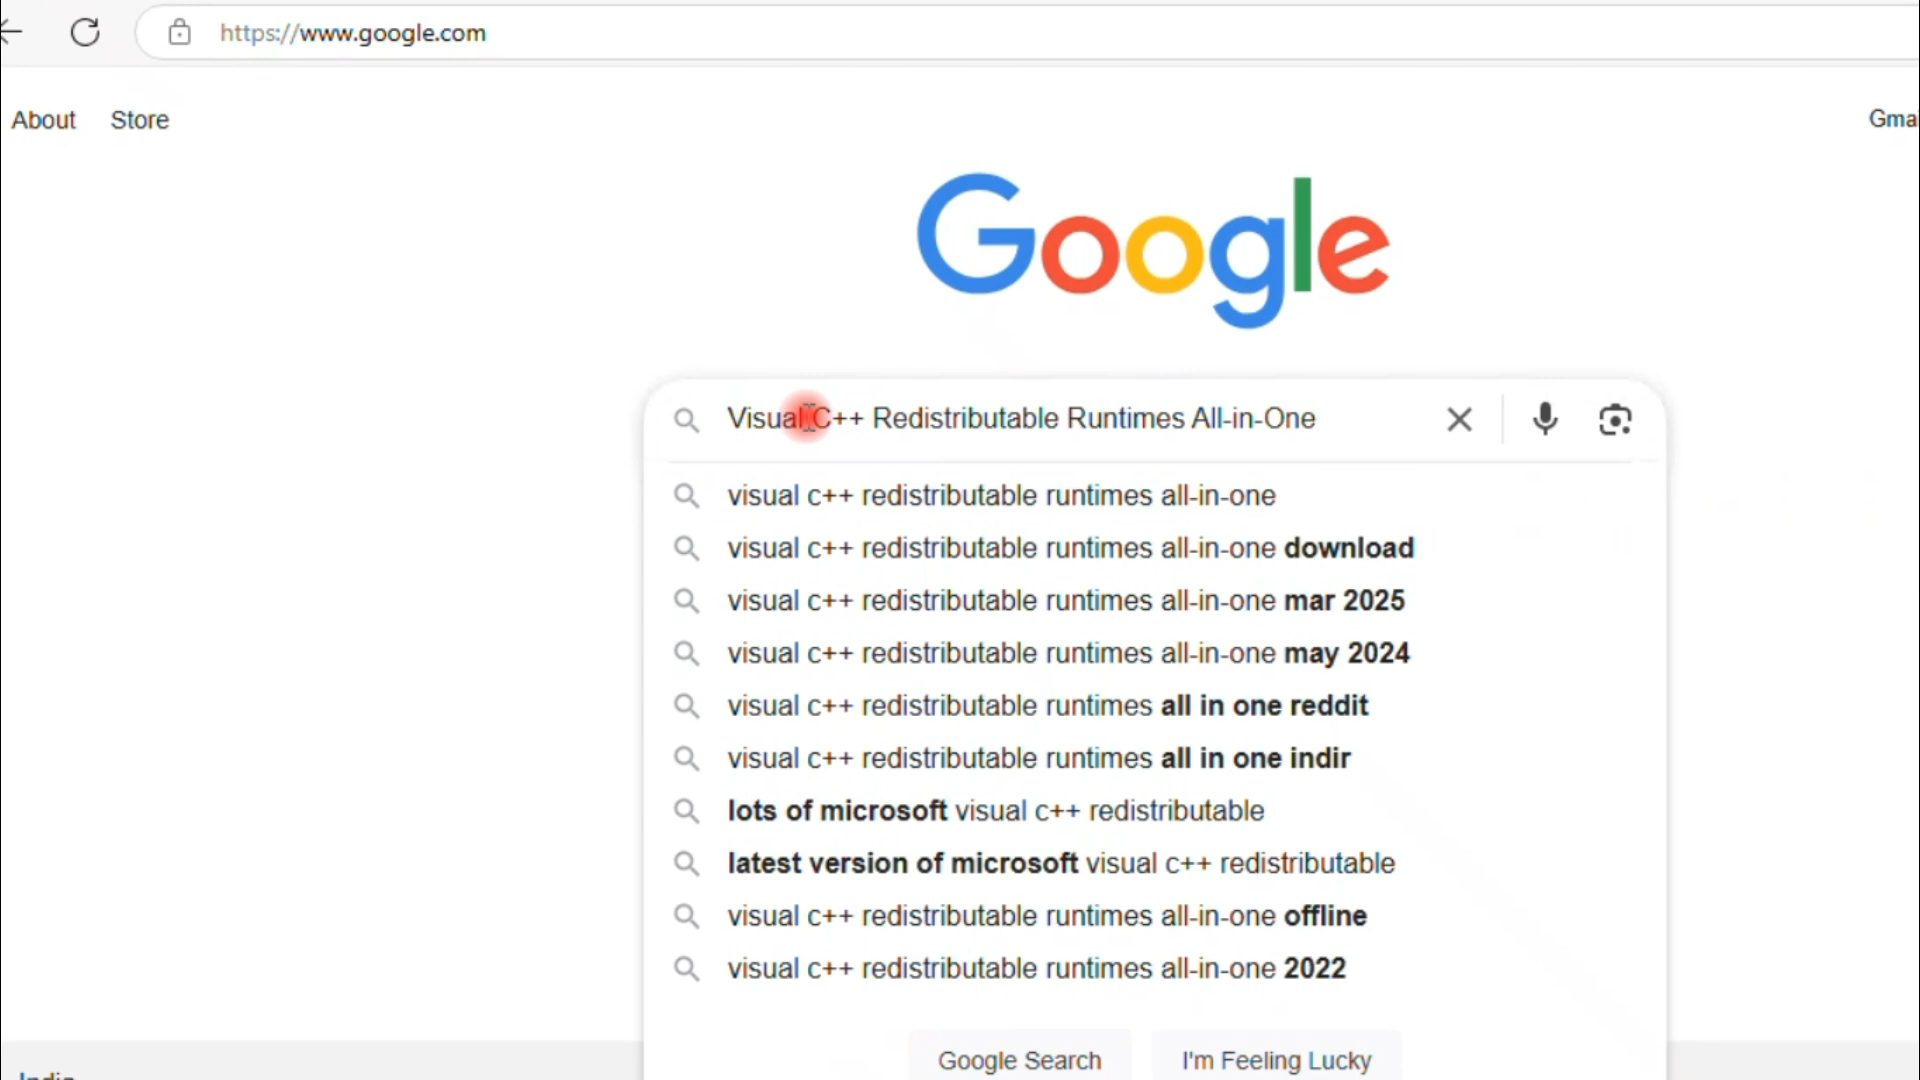 https://www.google.com
About Store
Google
Visual C++ Redistributable Runtimes All-in-One
visual c++ redistributable runtimes all-in-one
visual c++ redistributable runtimes all-in-one download
visual c++ redistributable runtimes all-in-one mar 2025
visual c++ redistributable runtimes all-in-one may 2024
visual c++ redistributable runtimes all in one reddit
visual c++ redistributable runtimes all in one indir
lots of microsoft visual c++ redistributable
latest version of microsoft visual c++ redistributable
visual c++ redistributable runtimes all-in-one offline
visual c++ redistributable runtimes all-in-one 2022
Google Search I'm Feeling Lucky